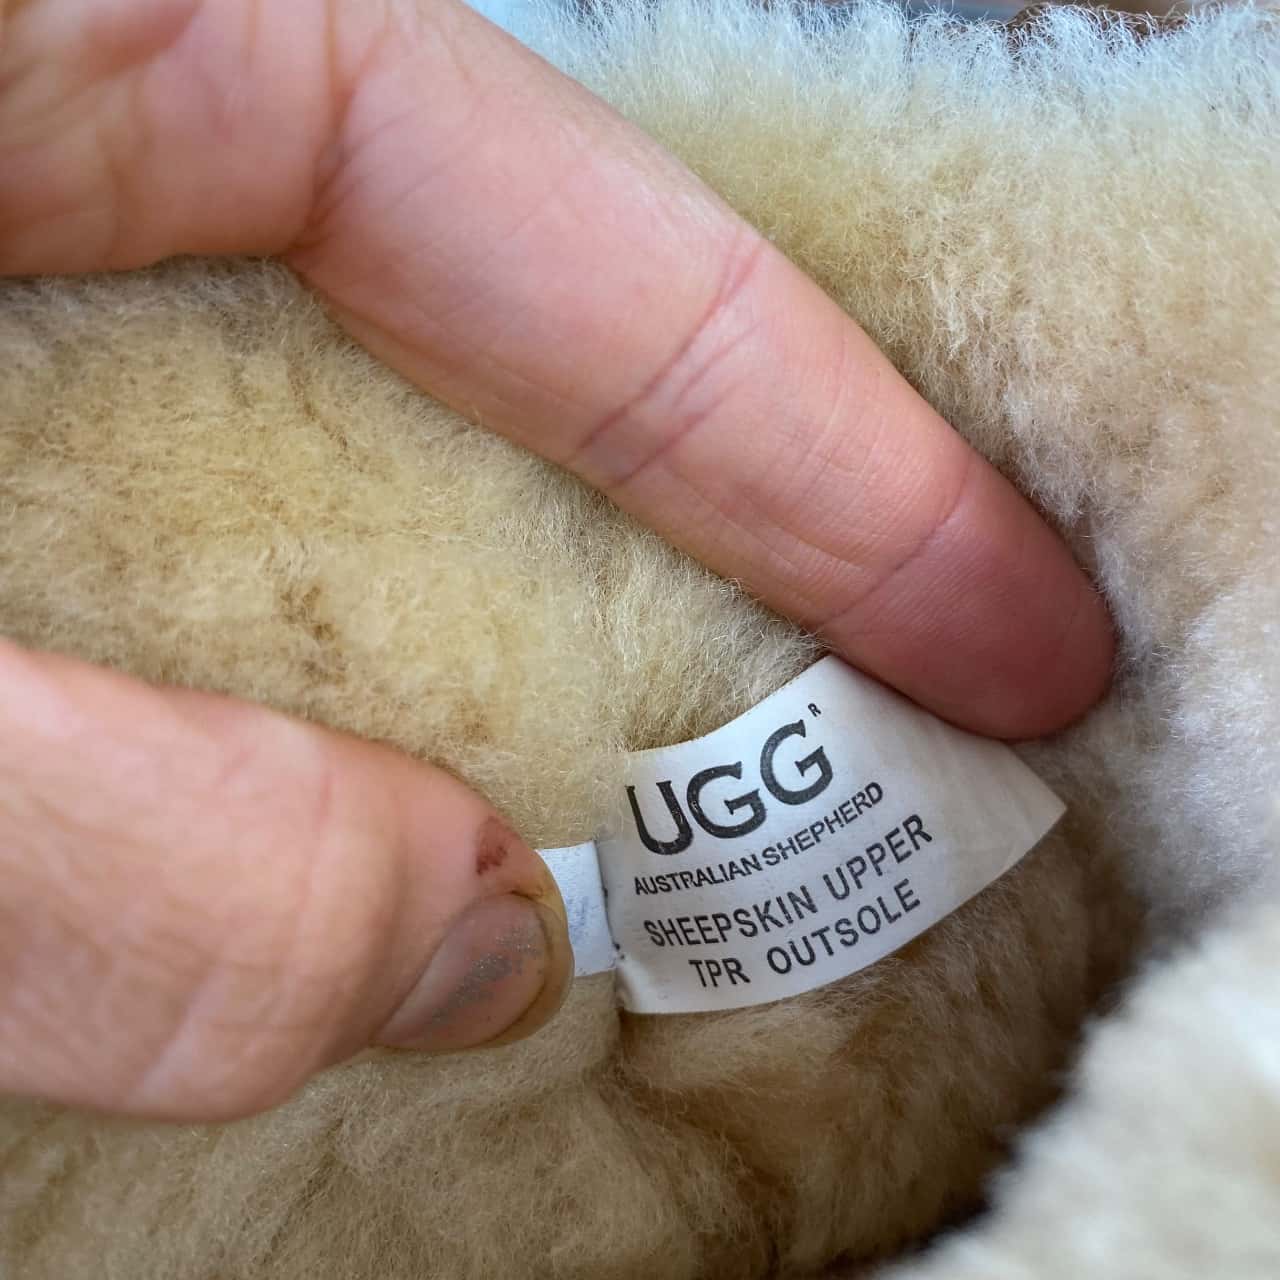 UGG R
AUSTRALIAN SHEPHERD
SHEEPSKIN UPPER
TPR OUTSOLE